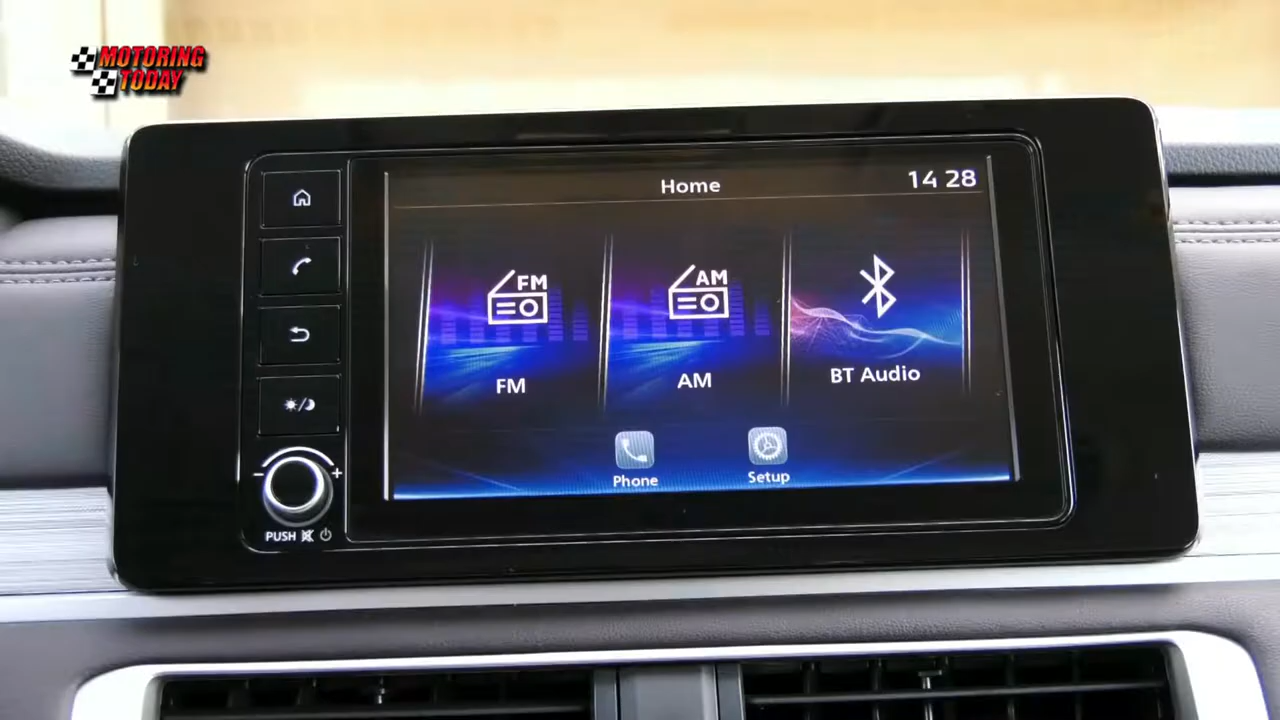 MOTORING
TODAY
Home
14 28
FM
AM
FM
AM
BT Audio
Phone
Setup
- +
PUSH